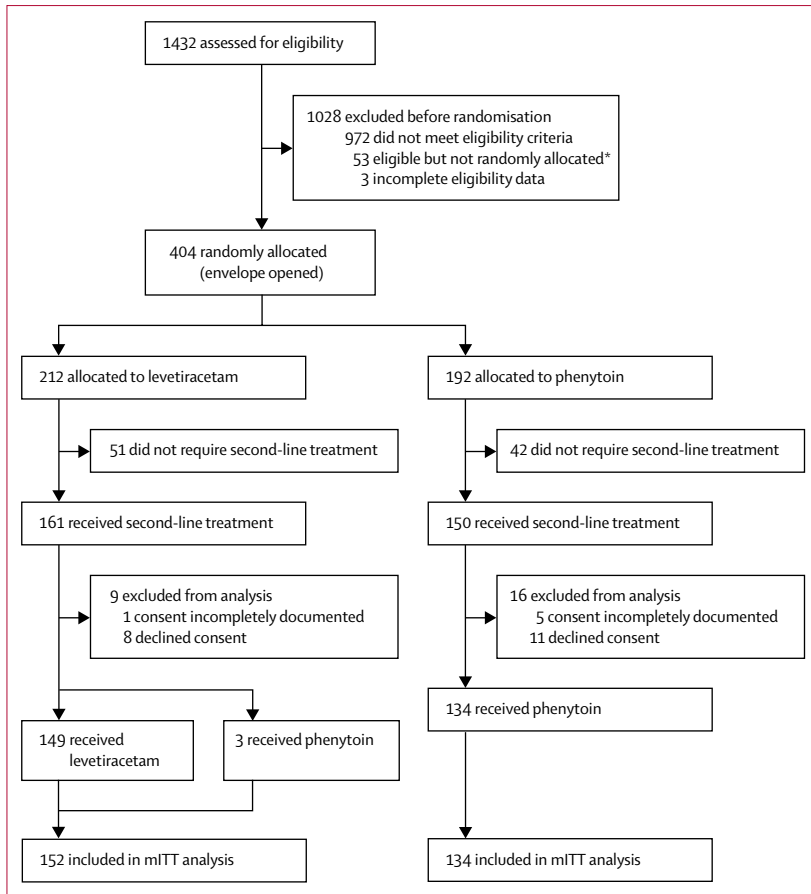 1432 assessed for eligibility
1028 excluded before randomisation
972 did not meet eligibility criteria
53 eligible but not randomly allocated*
3 incomplete eligibility data
404 randomly allocated
(envelope opened)
212 allocated to levetiracetam
192 allocated to phenytoin
51 did not require second-line treatment
42 did not require second-line treatment
161 received second-line treatment
150 received second-line treatment
9 excluded from analysis
1 consent incompletely documented
8 declined consent
16 excluded from analysis
5 consent incompletely documented
11 declined consent
134 received phenytoin
149 received
levetiracetam
3 received phenytoin
152 included in mITT analysis
134 included in mITT analysis